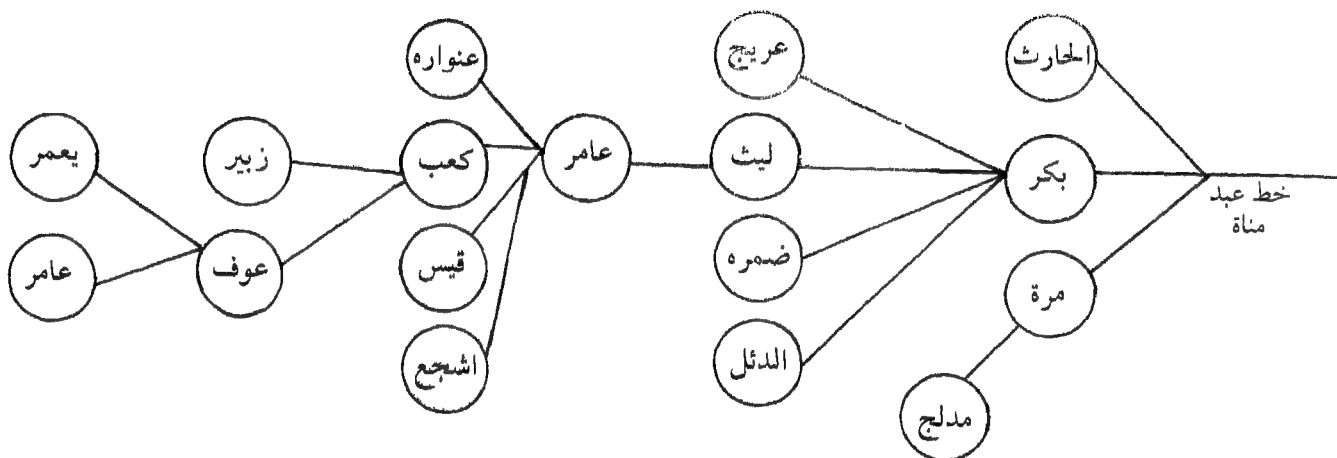 الحارث
بكر
خط عبد
مناة
مرة
مدلج
عريج
ليث
ضمره
الدئل
عامر
عنواره
كعب
قيس
اشجع
زبير
عوف
يعمر
عامر